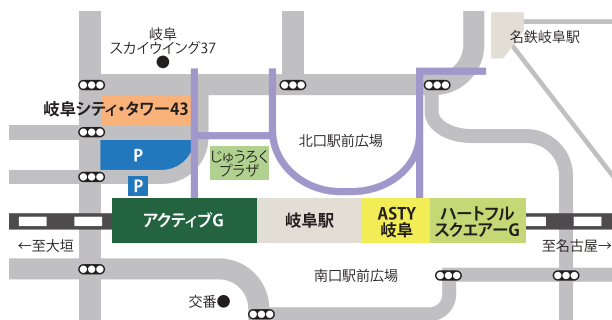 岐阜
スカイウイング37
名鉄岐阜駅
岐阜シティ・タワー43
北口駅前広場
P
じゅうろく
プラザ
P
アクティブG
岐阜駅
ASTY
岐阜
ハートフル
スクエアーG
←至大垣
至名古屋→
南口駅前広場
交番